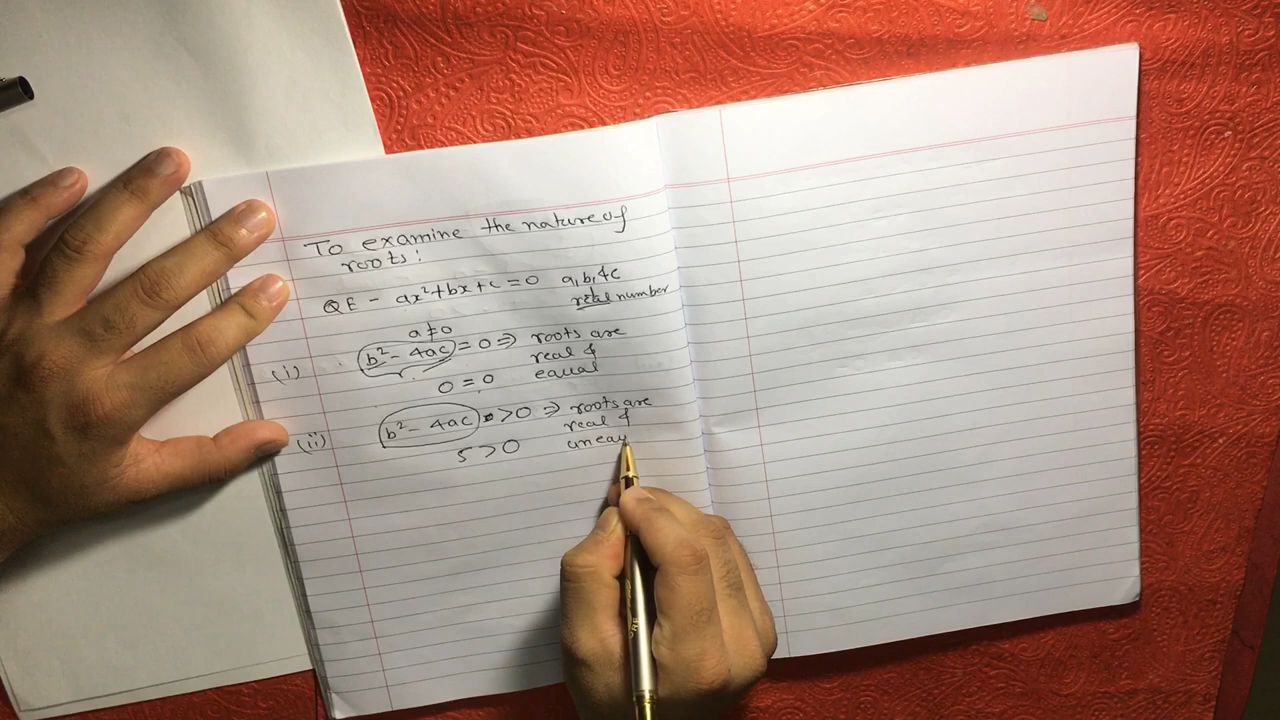 To examine the nature of
roots:
QE - ax²+bx+c=0 a,b,&c
real number
a≠0
(i) b²-4ac=0 ⇒ roots are
real &
0=0 equal
(ii) b²-4ac>0 ⇒ roots are
real &
5>0